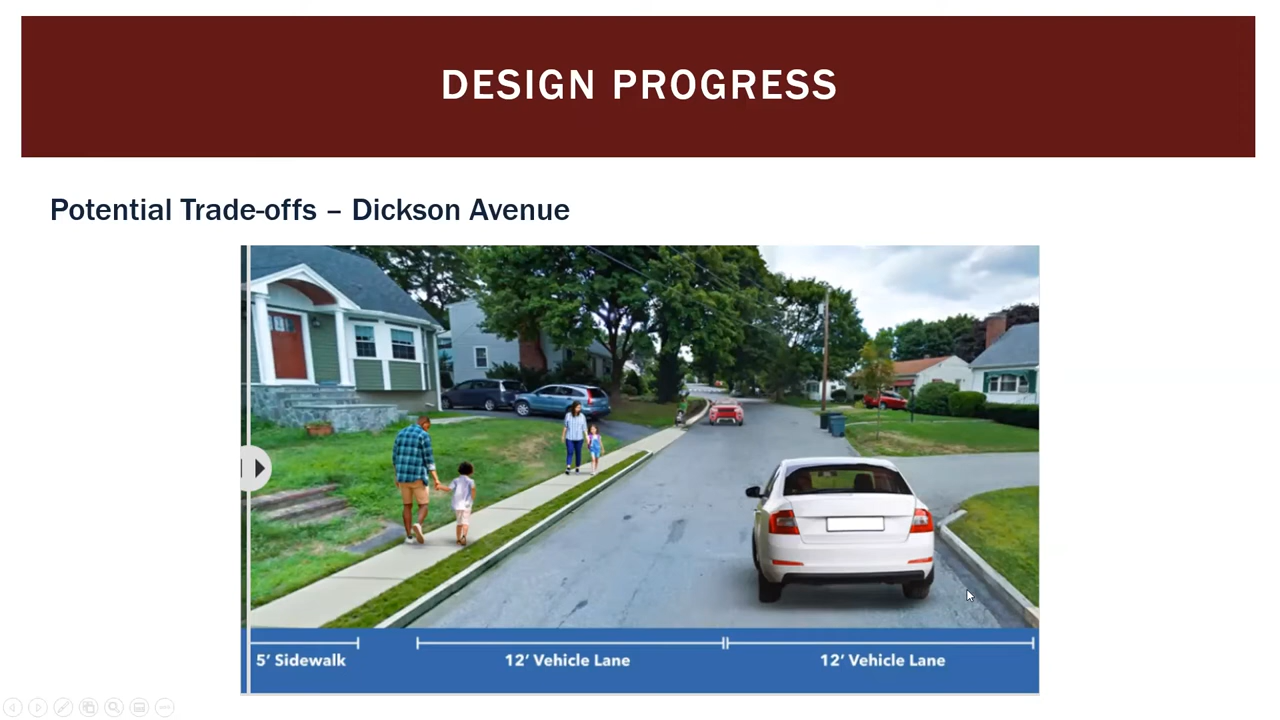 DESIGN PROGRESS
Potential Trade-offs – Dickson Avenue
5’ Sidewalk
12’ Vehicle Lane
12’ Vehicle Lane